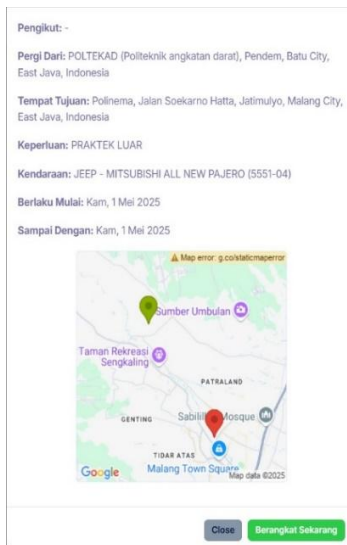 Pengikut: -
Pergi Dari: POLTEKAD (Politeknik angkatan darat), Pendem, Batu City,
East Java, Indonesia
Tempat Tujuan: Polinema, Jalan Soekarno Hatta, Jatimulyo, Malang City,
East Java, Indonesia
Keperluan: PRAKTEK LUAR
Kendaraan: JEEP - MITSUBISHI ALL NEW PAJERO (5551-04)
Berlaku Mulai: Kam, 1 Mei 2025
Sampai Dengan: Kam, 1 Mei 2025
Map error: g.co/staticmaperror
Sumber Umbulan
Taman Rekreasi
Sengkaling
PATRALAND
GENTING
Mosque
TIDAR ATAS
Malang Town Square
Google
Map data ©2025
Close
Berangkat Sekarang